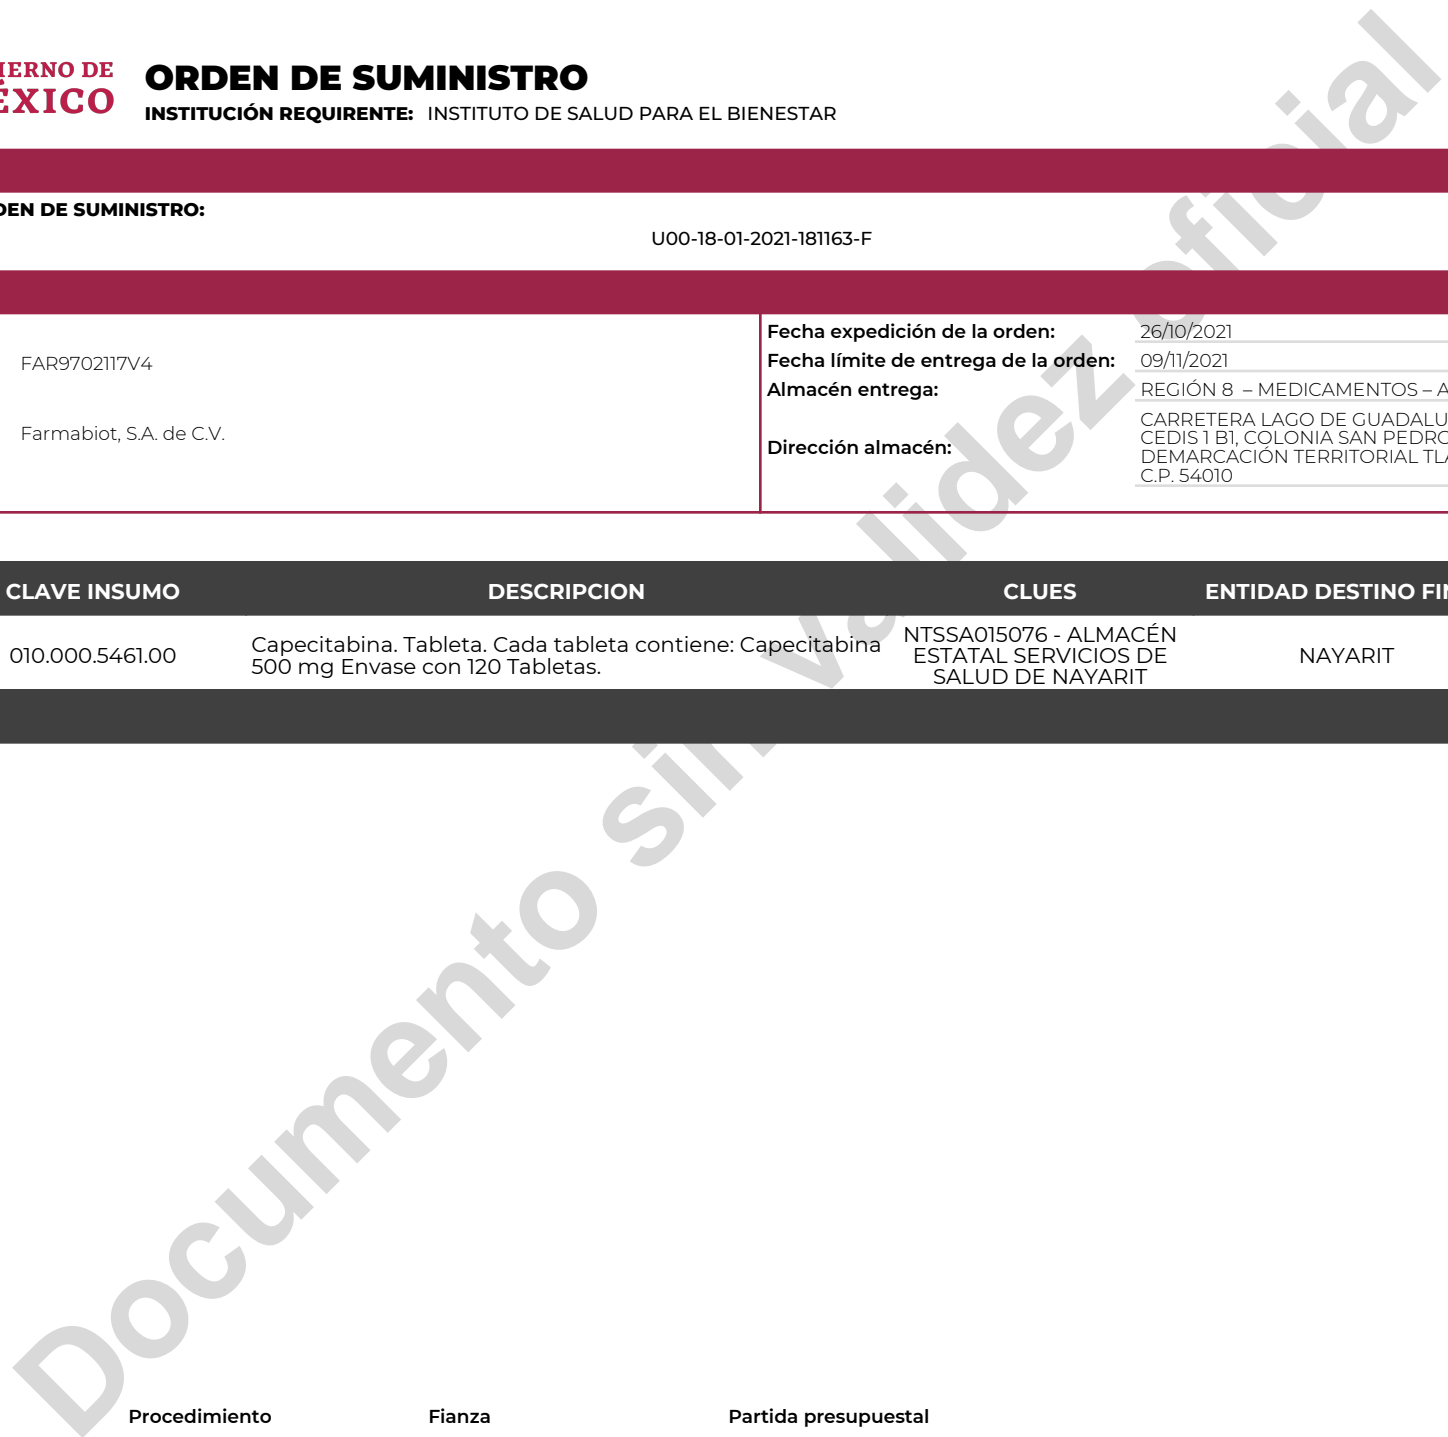 IERNO DE
ÉXICO
ORDEN DE SUMINISTRO
INSTITUCIÓN REQUIRENTE: INSTITUTO DE SALUD PARA EL BIENESTAR
DEN DE SUMINISTRO:
U00-18-01-2021-181163-F
FAR9702117V4
Farmabiot, S.A. de C.V.
Fecha expedición de la orden: 26/10/2021
Fecha límite de entrega de la orden: 09/11/2021
Almacén entrega: REGIÓN 8 – MEDICAMENTOS – A
Dirección almacén: CARRETERA LAGO DE GUADALU
CEDIS 1 B1, COLONIA SAN PEDRO
DEMARCACIÓN TERRITORIAL TLA
C.P. 54010
CLAVE INSUMO DESCRIPCION CLUES ENTIDAD DESTINO FIN
010.000.5461.00
Capecitabina. Tableta. Cada tableta contiene: Capecitabina
500 mg Envase con 120 Tabletas.
NTSSA015076 - ALMACÉN
ESTATAL SERVICIOS DE
SALUD DE NAYARIT
NAYARIT
Documento sin validez oficial
Procedimiento Fianza Partida presupuestal